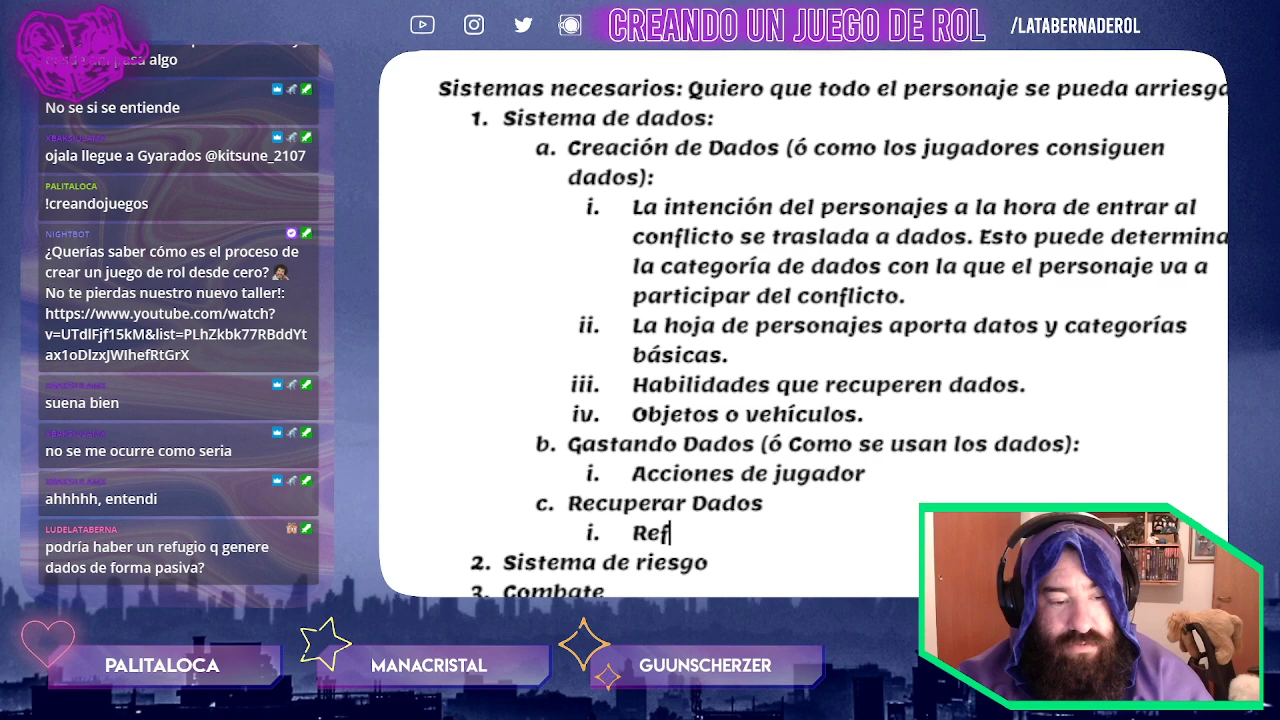 CREANDO UN JUEGO DE ROL
/LATABERNADEROL
pasa algo
No se si se entiende
ojala llegue a Gyarados @kitsune_2107
PALITALOCA
!creandojuegos
NIGHTBOT
¿Querías saber cómo es el proceso de
crear un juego de rol desde cero?
No te pierdas nuestro nuevo taller!:
https://www.youtube.com/watch?
v=UTdlFjf15kM&list=PLhZkbk77RBddYt
ax1oDlzxJWIhefRtGrX
suena bien
no se me ocurre como seria
ahhhhh, entendi
LUDELATABERNA
podría haber un refugio q genere
dados de forma pasiva?
Sistemas necesarios: Quiero que todo el personaje se pueda arriesga
1. Sistema de dados:
a. Creación de Dados (ó como los jugadores consiguen
dados):
i. La intención del personajes a la hora de entrar al
conflicto se traslada a dados. Esto puede determina
la categoría de dados con la que el personaje va a
participar del conflicto.
ii. La hoja de personajes aporta datos y categorías
básicas.
iii. Habilidades que recuperen dados.
iv. Objetos o vehículos.
b. Gastando Dados (ó Como se usan los dados):
i. Acciones de jugador
c. Recuperar Dados
i. Ref
2. Sistema de riesgo
3. Combate
PALITALOCA
MANACRISTAL
GUUNSCHERZER